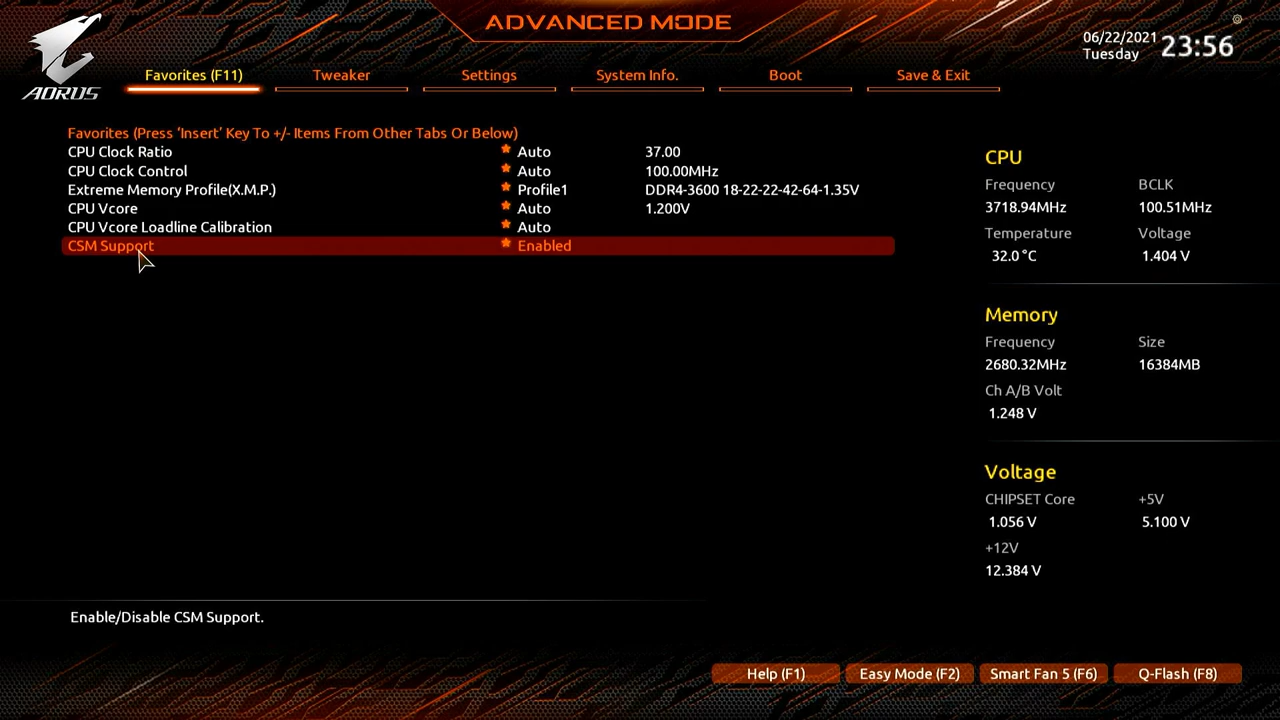 ADVANCED MODE
06/22/2021
Tuesday
23:56
AORUS
Favorites (F11)
Tweaker
Settings
System Info.
Boot
Save & Exit
Favorites (Press ‘Insert’ Key To +/- Items From Other Tabs Or Below)
CPU Clock Ratio Auto 37.00
CPU Clock Control Auto 100.00MHz
Extreme Memory Profile(X.M.P.) Profile1 DDR4-3600 18-22-22-42-64-1.35V
CPU Vcore Auto 1.200V
CPU Vcore Loadline Calibration Auto
CSM Support Enabled
CPU
Frequency BCLK
3718.94MHz 100.51MHz
Temperature Voltage
32.0 °C 1.404 V
Memory
Frequency Size
2680.32MHz 16384MB
Ch A/B Volt
1.248 V
Voltage
CHIPSET Core +5V
1.056 V 5.100 V
+12V
12.384 V
Enable/Disable CSM Support.
Help (F1)
Easy Mode (F2)
Smart Fan 5 (F6)
Q-Flash (F8)